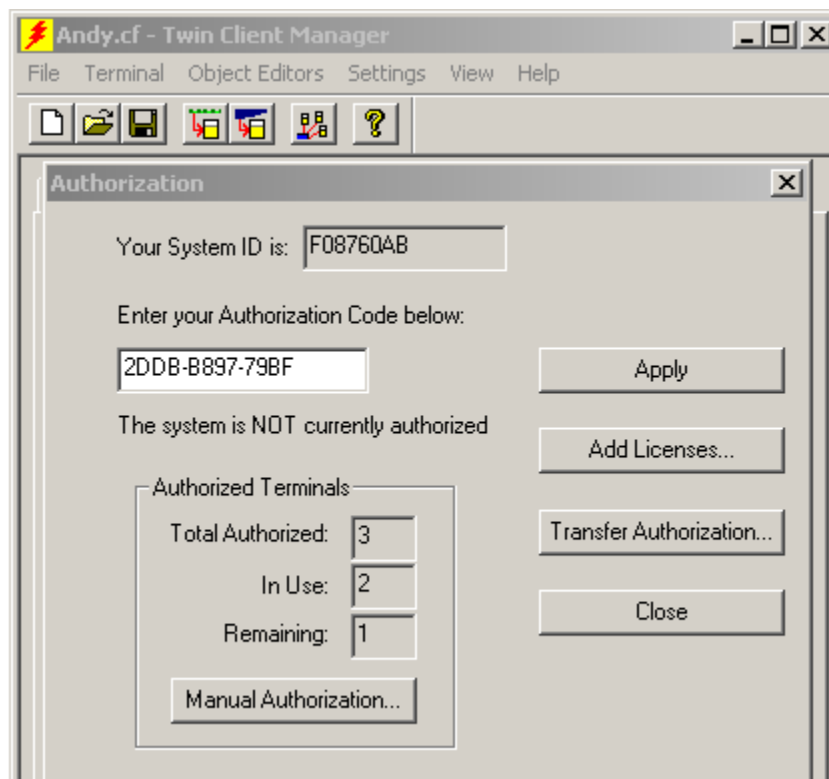 Andy.cf - Twin Client Manager
File Terminal Object Editors Settings View Help
Authorization
Your System ID is: F08760AB
Enter your Authorization Code below:
2DDB-B897-79BF
Apply
The system is NOT currently authorized
Add Licenses...
Authorized Terminals
Total Authorized: 3
Transfer Authorization...
In Use: 2
Close
Remaining: 1
Manual Authorization...